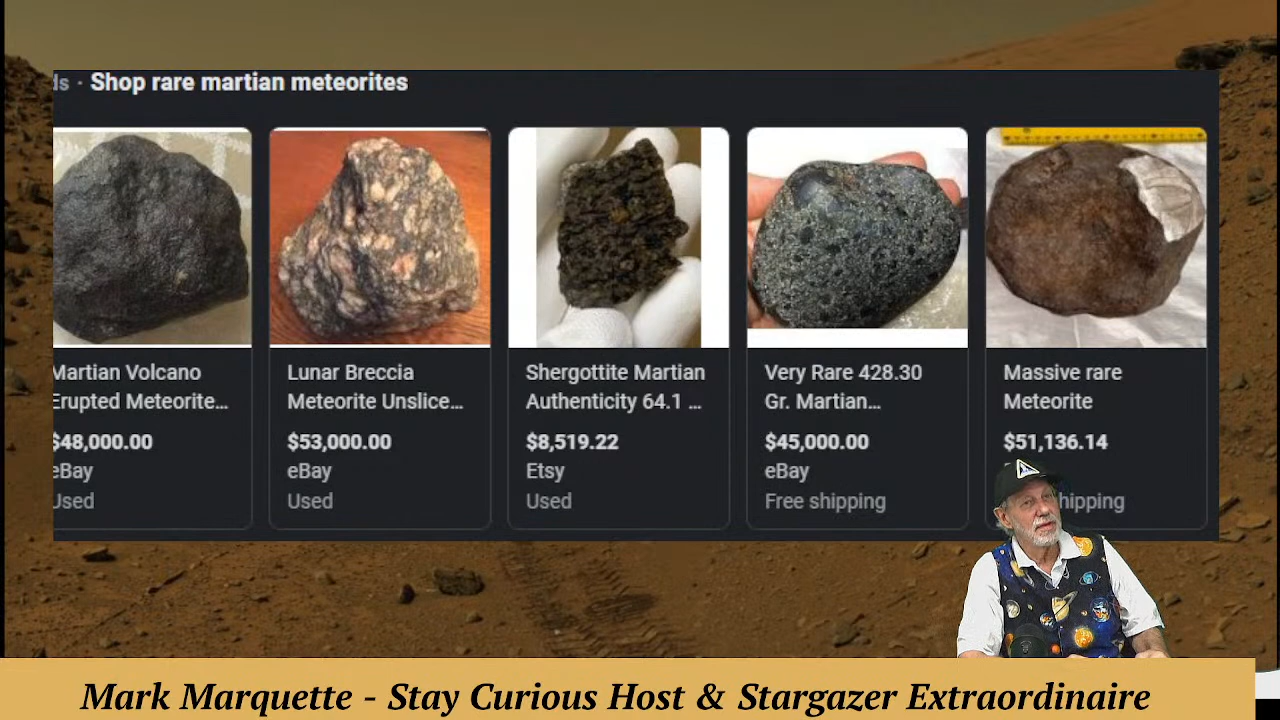 ds · Shop rare martian meteorites
Martian Volcano
Erupted Meteorite...
$48,000.00
eBay
Used
Lunar Breccia
Meteorite Unslice...
$53,000.00
eBay
Used
Shergottite Martian
Authenticity 64.1 ...
$8,519.22
Etsy
Used
Very Rare 428.30
Gr. Martian...
$45,000.00
eBay
Free shipping
Massive rare
Meteorite
$51,136.14
hipping
Mark Marquette - Stay Curious Host & Stargazer Extraordinaire